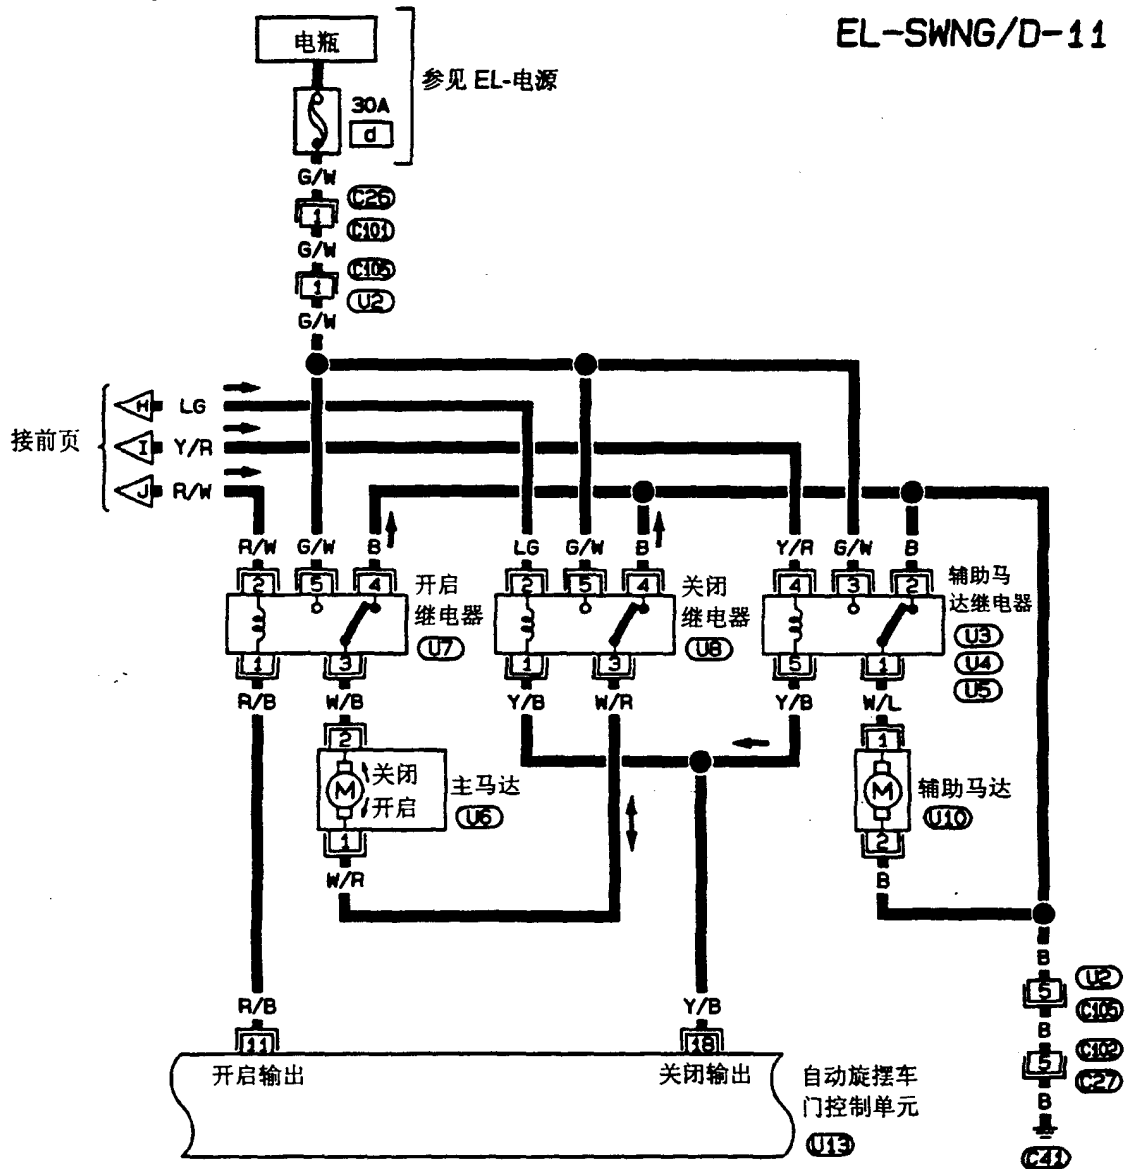 EL-SWNG/D-11
电瓶
参见 EL-电源
30A
d
G/W
C26
1
C101
G/W
C105
1
U2
G/W
接前页
H LG
I Y/R
J R/W
R/W G/W B LG G/W B Y/R G/W B
2 5 4 2 5 4 4 3 2
开启
继电器
U7
关闭
继电器
U8
辅助马
达继电器
U3
U4
U5
1 3 1 3 5 1
R/B W/B Y/B W/R Y/B W/L
2
M
关闭
开启
1
主马达
U6
1
M
2
辅助马达
U10
W/R
B
B
5
U2
C105
B
5
C102
C27
B
C41
R/B Y/B
11 18
开启输出 关闭输出
自动旋摆车
门控制单元
U13